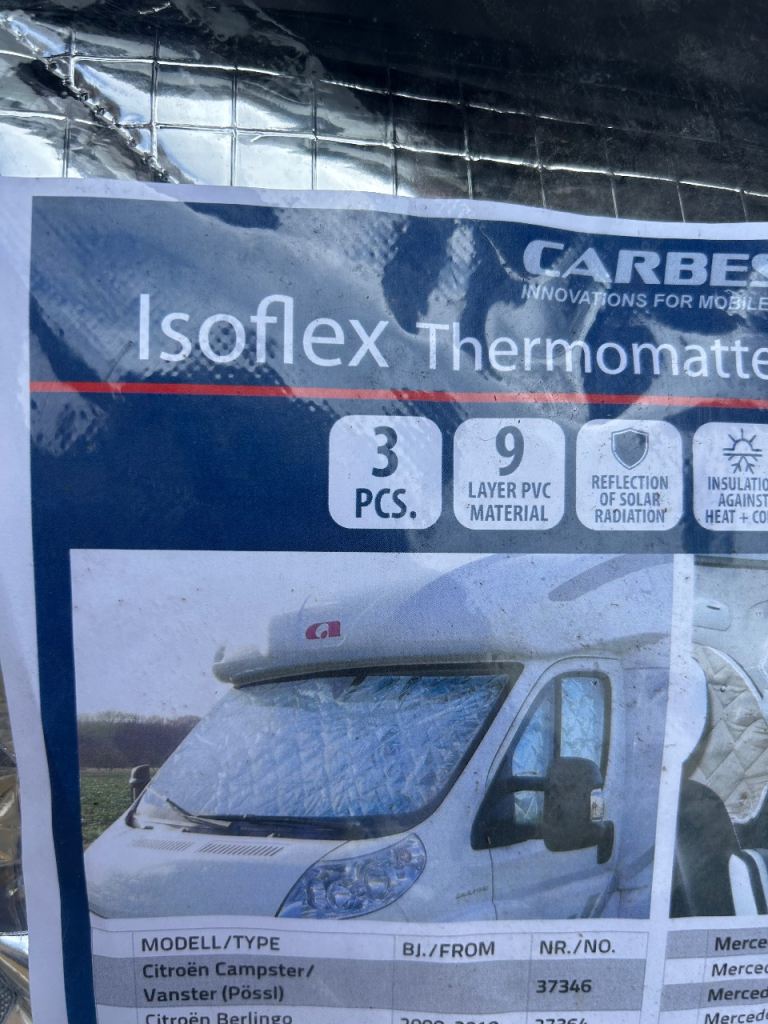 CARBES
INNOVATIONS FOR MOBILE
Isoflex Thermomatte
3 PCS.
9 LAYER PVC MATERIAL
REFLECTION OF SOLAR RADIATION
INSULATIO
AGAINST
HEAT + CO
MODELL/TYPE BJ./FROM NR./NO.
Citroën Campster/
Vanster (Pössl) 37346
Citroën Berlingo
Merce
Merced
Merced
Merced